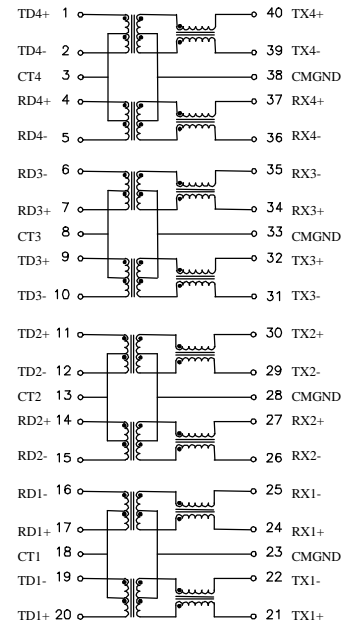 TD4+ 1 40 TX4+
TD4- 2 39 TX4-
CT4 3 38 CMGND
RD4+ 4 37 RX4+
RD4- 5 36 RX4-
RD3- 6 35 RX3-
RD3+ 7 34 RX3+
CT3 8 33 CMGND
TD3+ 9 32 TX3+
TD3- 10 31 TX3-
TD2+ 11 30 TX2+
TD2- 12 29 TX2-
CT2 13 28 CMGND
RD2+ 14 27 RX2+
RD2- 15 26 RX2-
RD1- 16 25 RX1-
RD1+ 17 24 RX1+
CT1 18 23 CMGND
TD1- 19 22 TX1-
TD1+ 20 21 TX1+